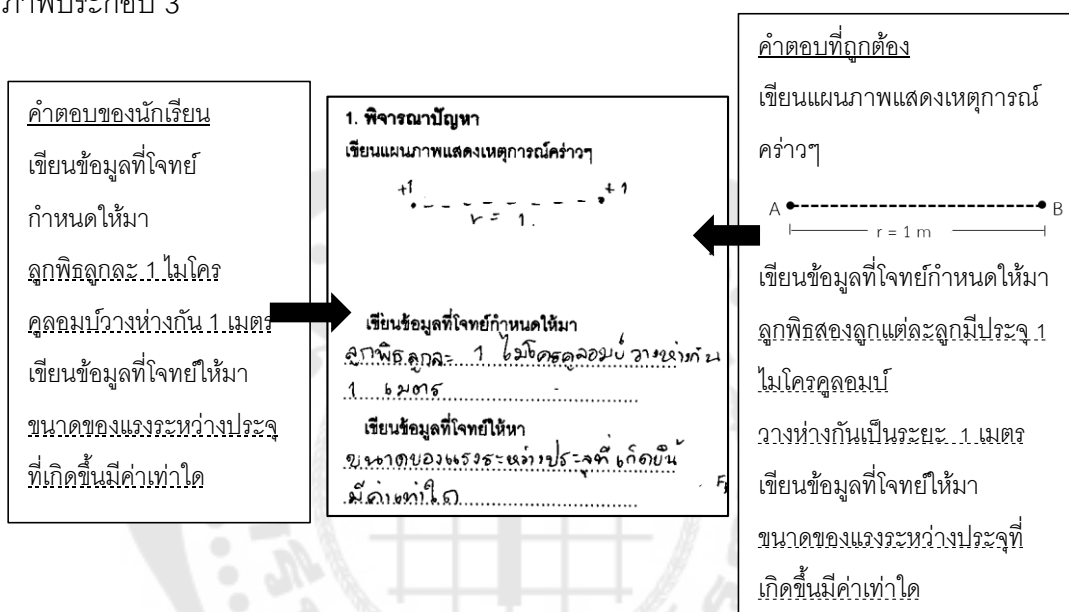 ภาพประกอบ 3
คำตอบของนักเรียน
เขียนข้อมูลที่โจทย์
กำหนดให้มา
ลูกพิธลูกละ 1 ไมโคร
คูลอมบ์วางห่างกัน 1 เมตร
เขียนข้อมูลที่โจทย์ให้มา
ขนาดของแรงระหว่างประจุ
ที่เกิดขึ้นมีค่าเท่าใด
1. พิจารณาปัญหา
เขียนแผนภาพแสดงเหตุการณ์คร่าวๆ
+1 +1
r = 1.
เขียนข้อมูลที่โจทย์กำหนดให้มา
ลูกพิธลูกละ 1 ไมโครคูลอมบ์ วางห่างกัน
1 เมตร
เขียนข้อมูลที่โจทย์ให้หา
ขนาดของแรงระหว่างประจุที่เกิดขึ้น
มีค่าเท่าใด
คำตอบที่ถูกต้อง
เขียนแผนภาพแสดงเหตุการณ์
คร่าวๆ
A B
r = 1 m
เขียนข้อมูลที่โจทย์กำหนดให้มา
ลูกพิธสองลูกแต่ละลูกมีประจุ 1
ไมโครคูลอมบ์
วางห่างกันเป็นระยะ 1 เมตร
เขียนข้อมูลที่โจทย์ให้มา
ขนาดของแรงระหว่างประจุที่
เกิดขึ้นมีค่าเท่าใด